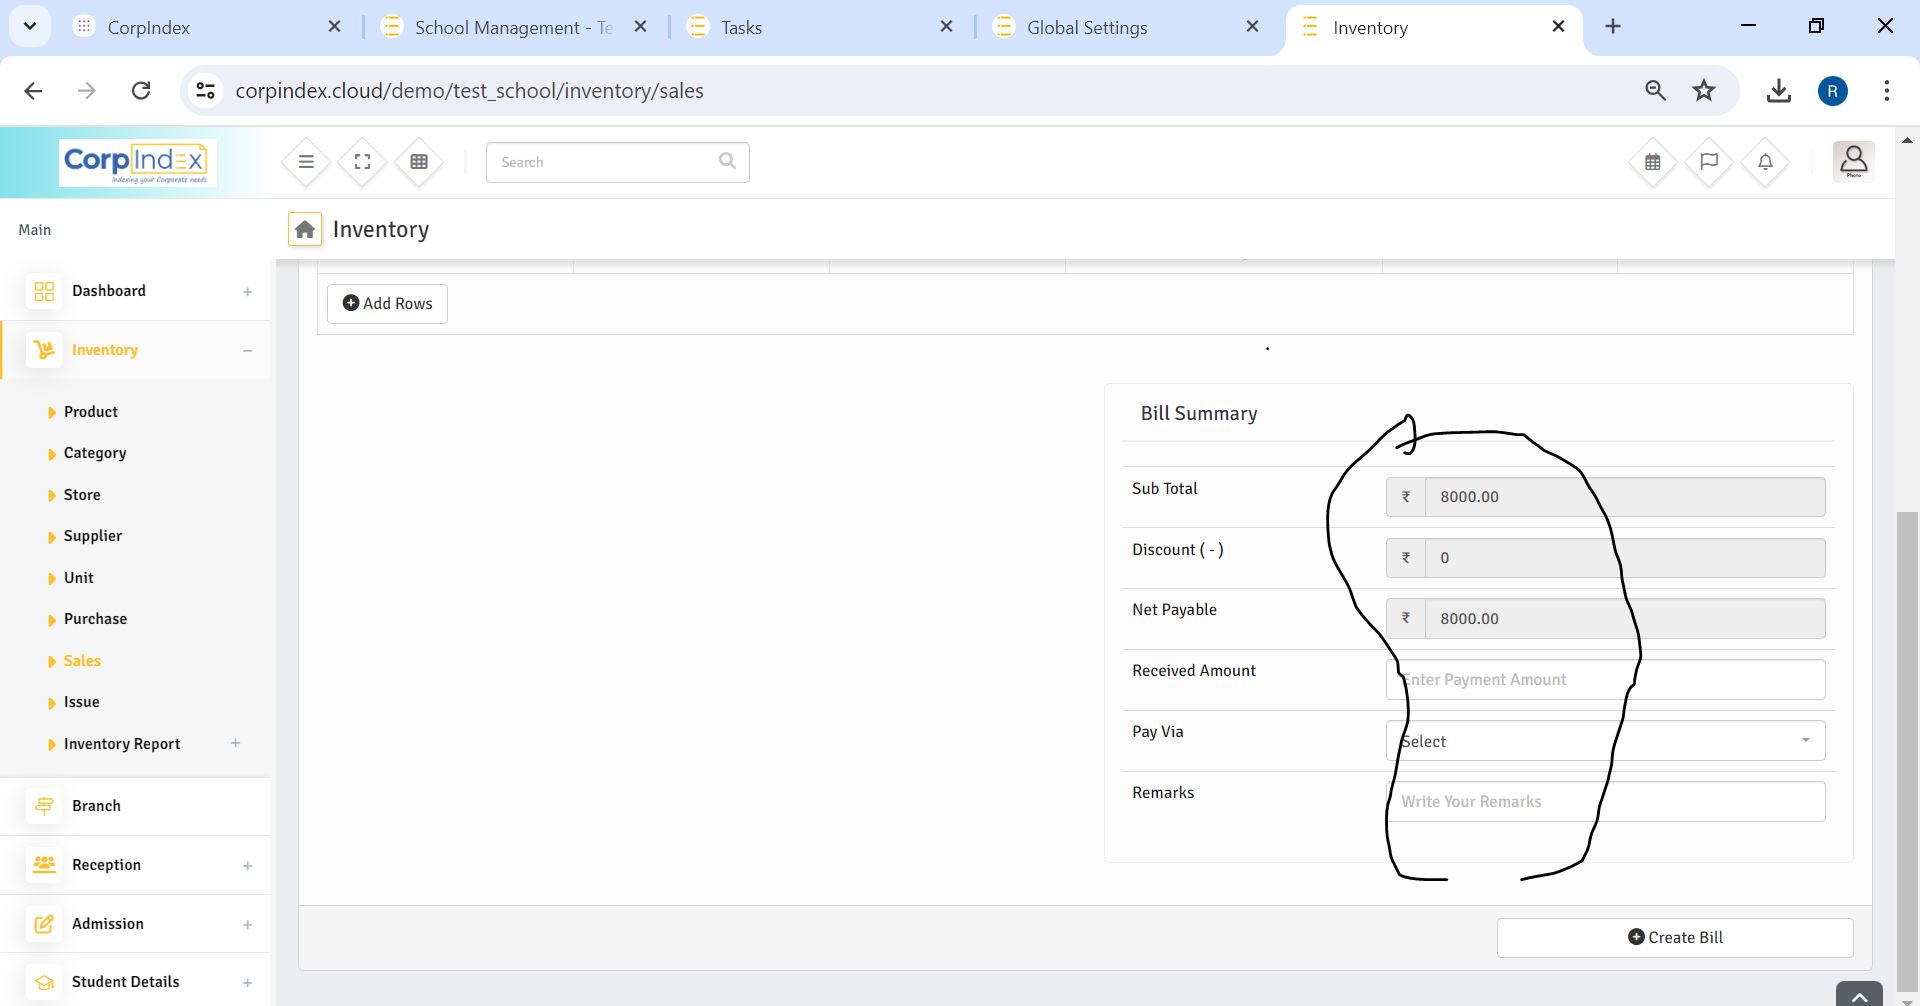 CorpIndex
School Management - Te
Tasks
Global Settings
Inventory
corpindex.cloud/demo/test_school/inventory/sales
R
CorpIndex
Indexing your Corporate needs
Search
Photo
Main
Inventory
Dashboard
Inventory
Product
Category
Store
Supplier
Unit
Purchase
Sales
Issue
Inventory Report
Branch
Reception
Admission
Student Details
Add Rows
Bill Summary
Sub Total ₹ 8000.00
Discount ( - ) ₹ 0
Net Payable ₹ 8000.00
Received Amount Enter Payment Amount
Pay Via Select
Remarks Write Your Remarks
Create Bill